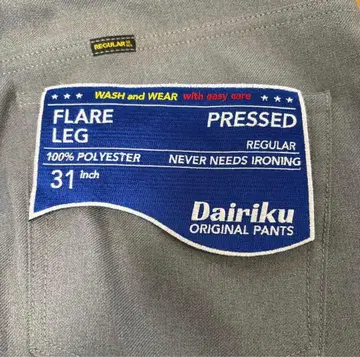 REGULAR
WASH and WEAR with easy care
FLARE LEG
PRESSED
REGULAR
100% POLYESTER
NEVER NEEDS IRONING
31 Inch
Dairiku
ORIGINAL PANTS